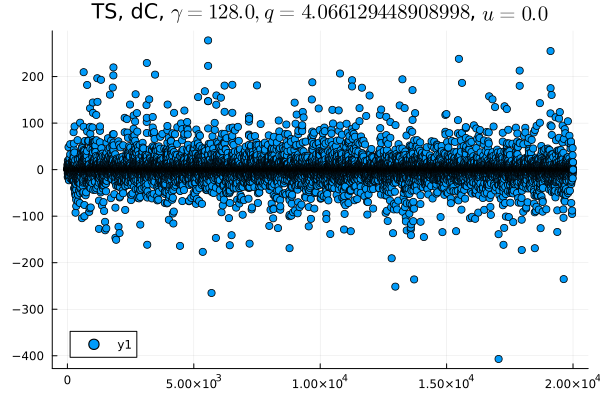 TS, dC, γ = 128.0, q = 4.066129448908998, u = 0.0
200
100
0
−100
−200
−300
−400
y1
0 5.00×10³ 1.00×10⁴ 1.50×10⁴ 2.00×10⁴